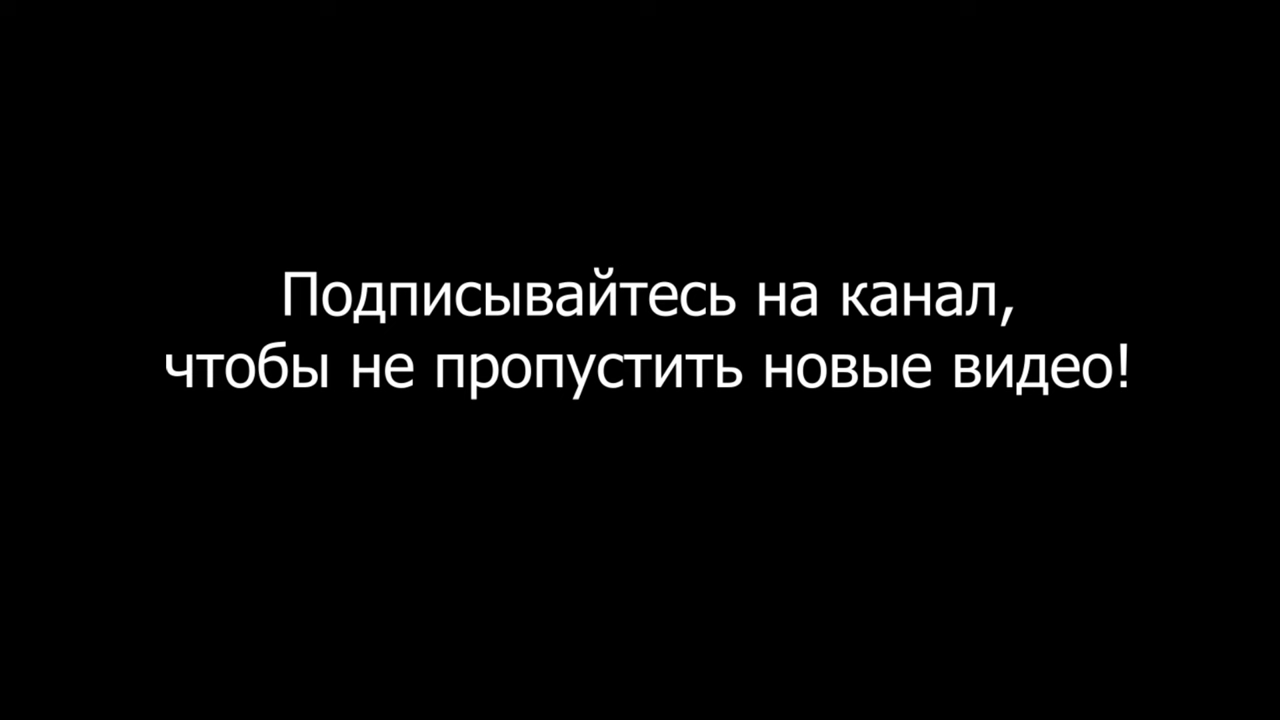 Подписывайтесь на канал,
чтобы не пропустить новые видео!